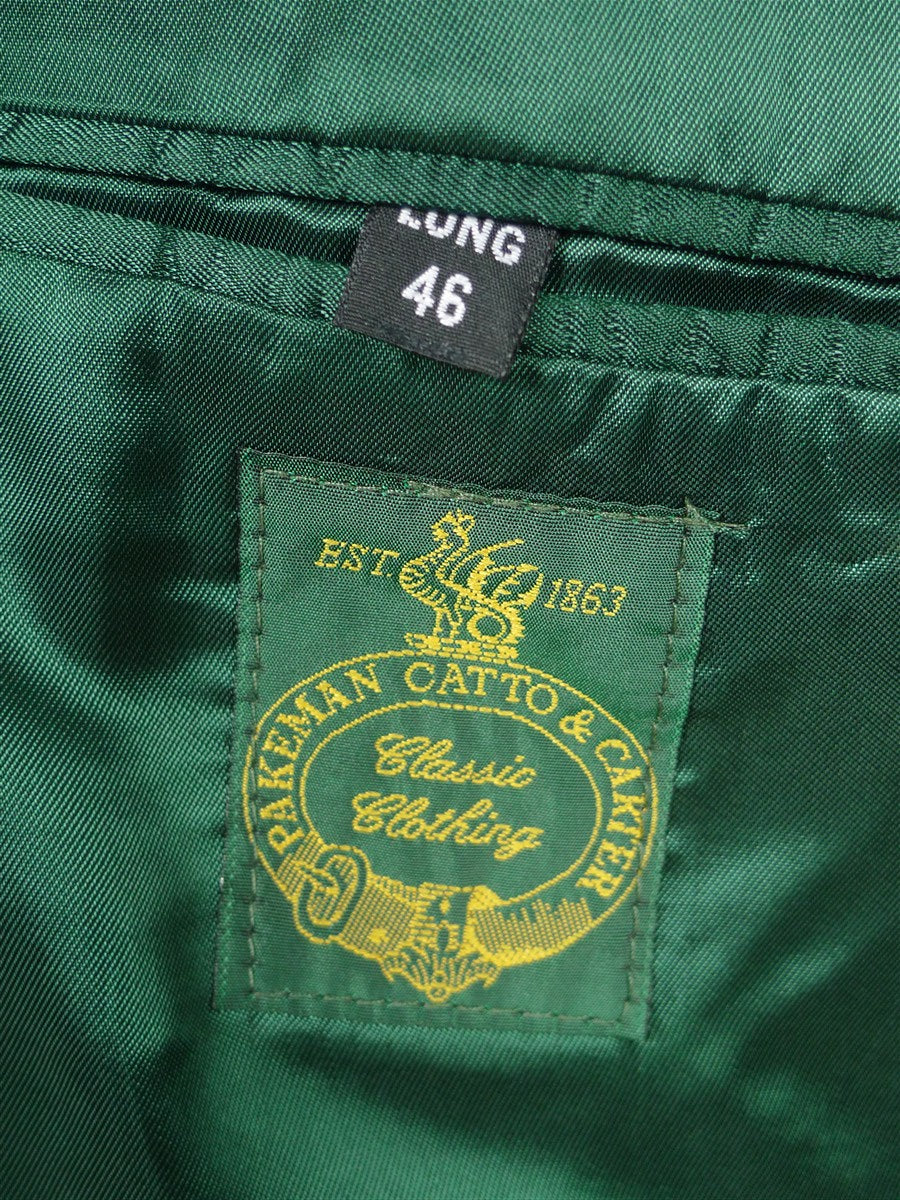 LONG
46
EST. 1863
PAKEMAN CATTO & CARTER
Classic
Clothing